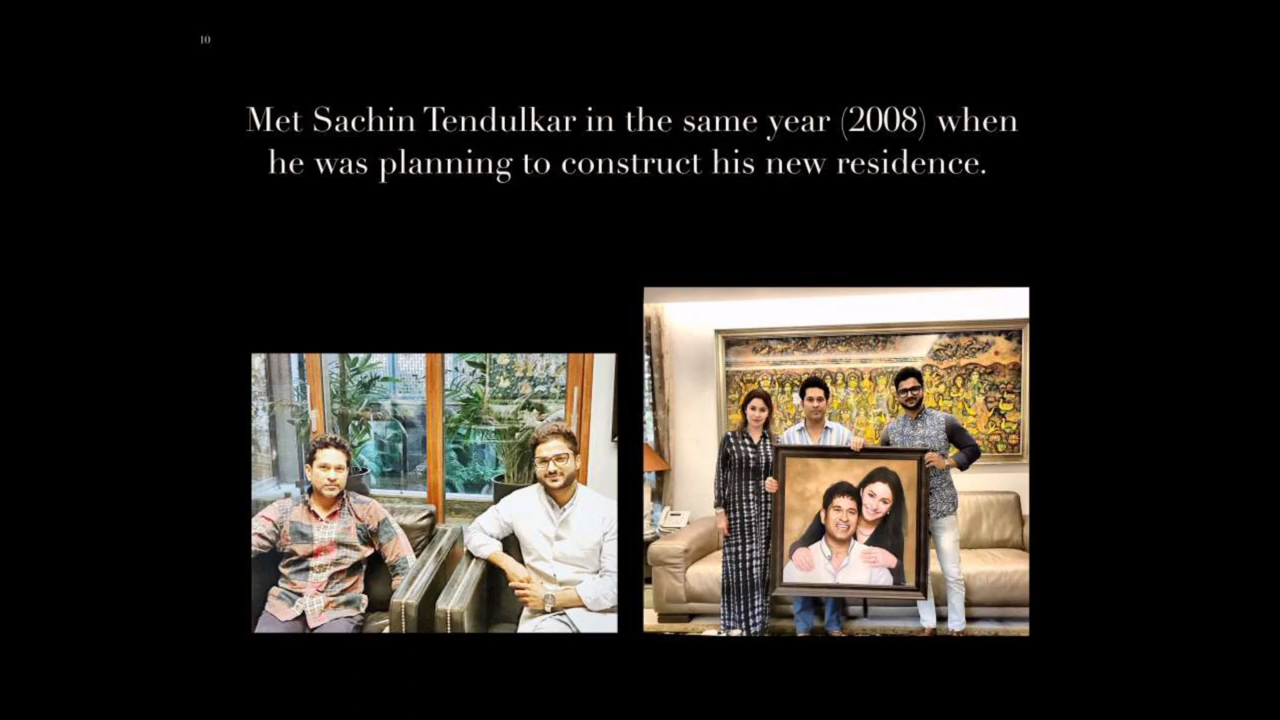 10
Met Sachin Tendulkar in the same year (2008) when
he was planning to construct his new residence.